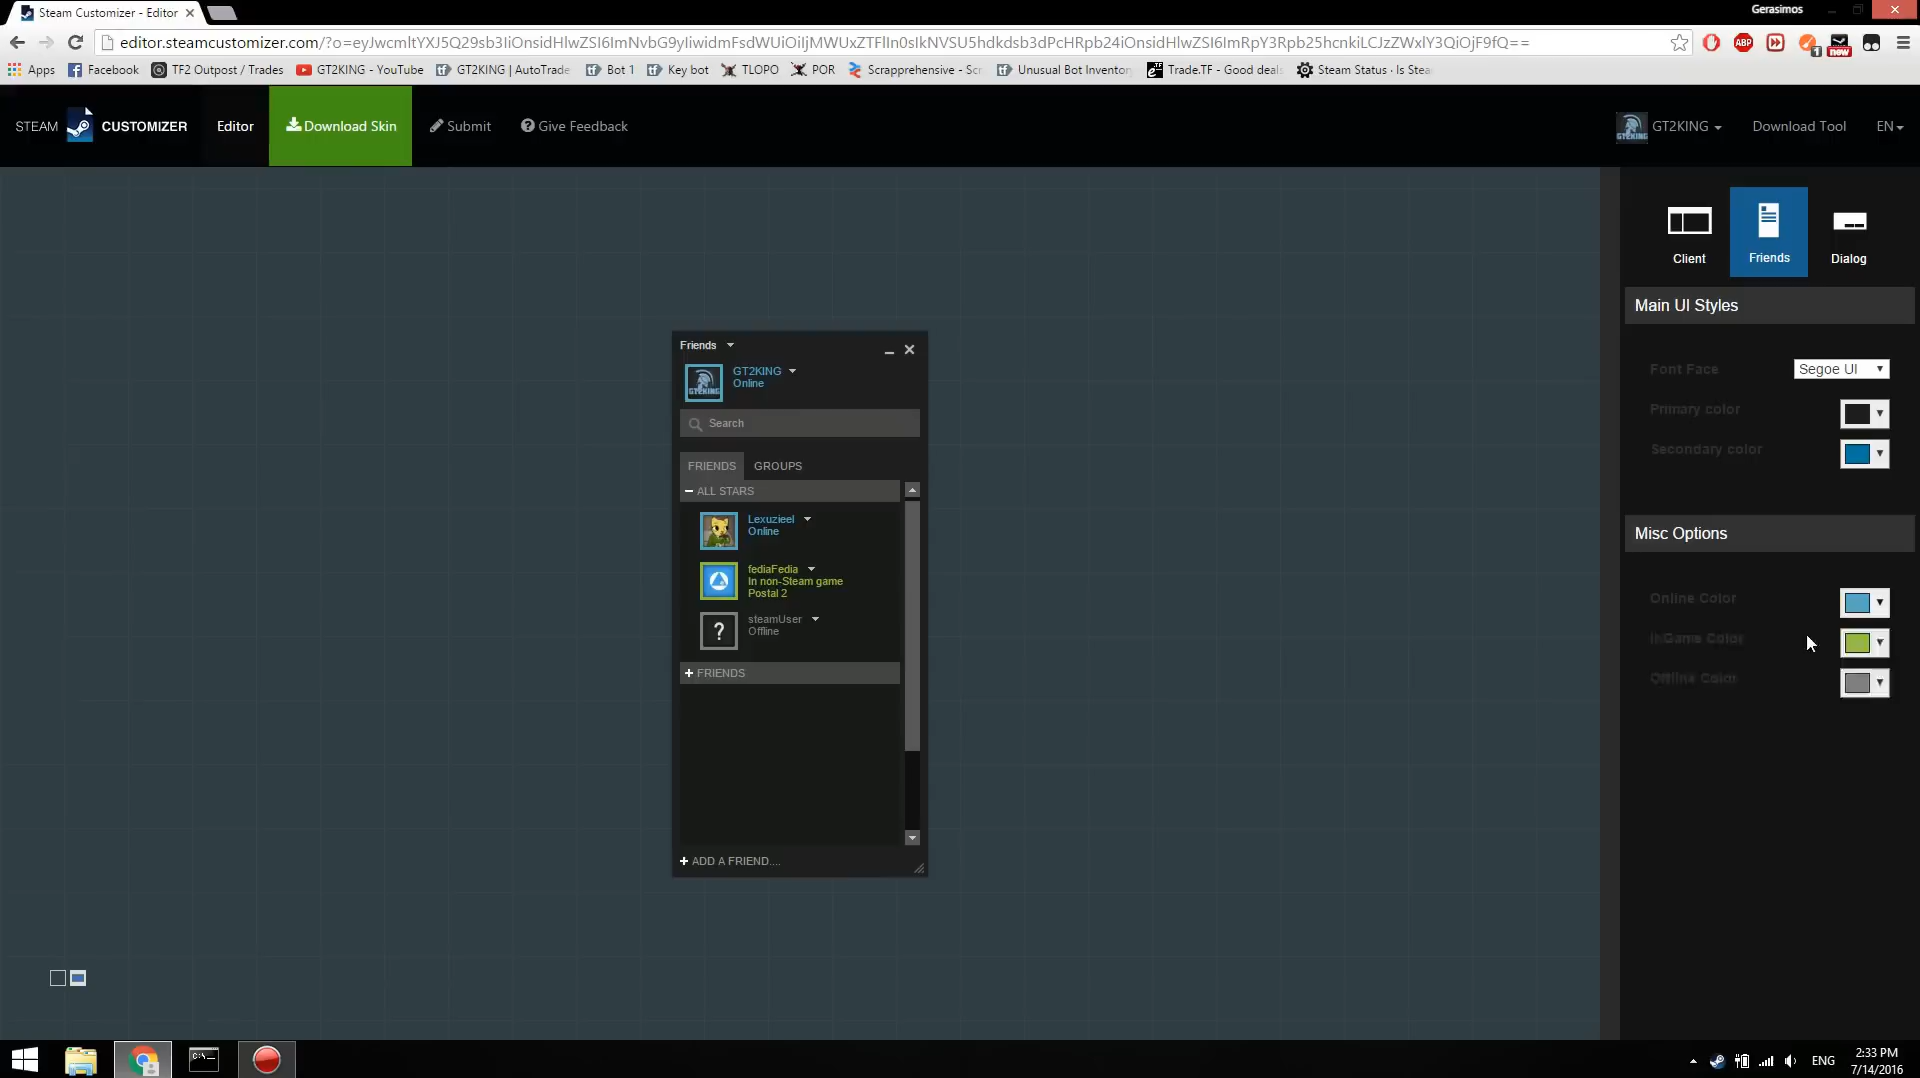 Steam Customizer - Editor
Gerasimos
editor.steamcustomizer.com/?o=eyJwcmltYXJ5Q29sb3IiOnsidHlwZSI6ImNvbG9yIiwidmFsdWUiOiIjMWUxZTFlIn0sIkNVSU5hdkdsb3dPcHRpb24iOnsidHlwZSI6ImRpY3Rpb25hcnkiLCJzZWxlY3QiOjF9fQ==
Apps Facebook TF2 Outpost / Trades GT2KING - YouTube GT2KING | AutoTrade Bot 1 Key bot TLOPO POR Scrapprehensive - Scr Unusual Bot Inventor Trade.TF - Good deal Steam Status · Is Stea
STEAM CUSTOMIZER Editor Download Skin Submit Give Feedback GT2KING Download Tool EN
Client Friends Dialog
Main UI Styles
Font Face Segoe UI
Primary color
Secondary color
Misc Options
Online Color
InGame Color
Offline Color
Friends
GT2KING
Online
Search
FRIENDS GROUPS
ALL STARS
Lexuzieel
Online
fediaFedia
In non-Steam game
Postal 2
steamUser
Offline
FRIENDS
ADD A FRIEND....
ENG
2:33 PM
7/14/2016